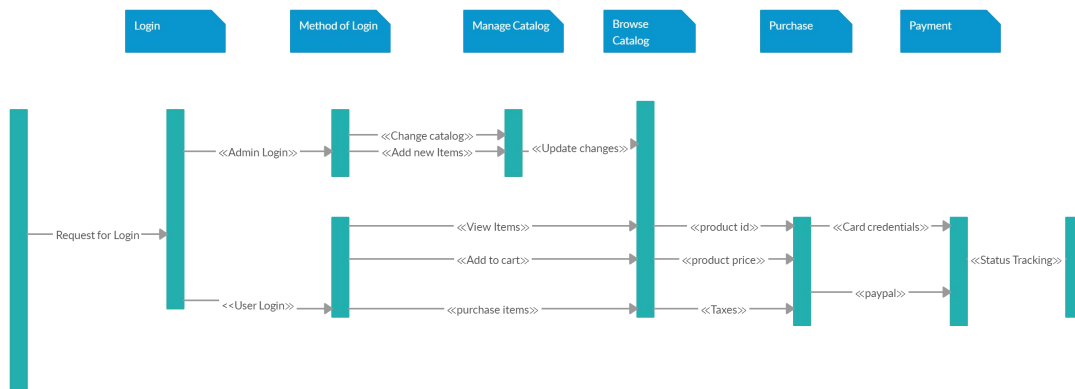 Login
Method of Login
Manage Catalog
Browse
Catalog
Purchase
Payment
≪Change catalog≫
≪Admin Login≫
≪Add new Items≫
≪Update changes≫
Request for Login
≪View Items≫
≪product id≫
≪Card credentials≫
≪Add to cart≫
≪product price≫
≪Status Tracking≫
≪paypal≫
<<User Login≫
≪purchase items≫
≪Taxes≫